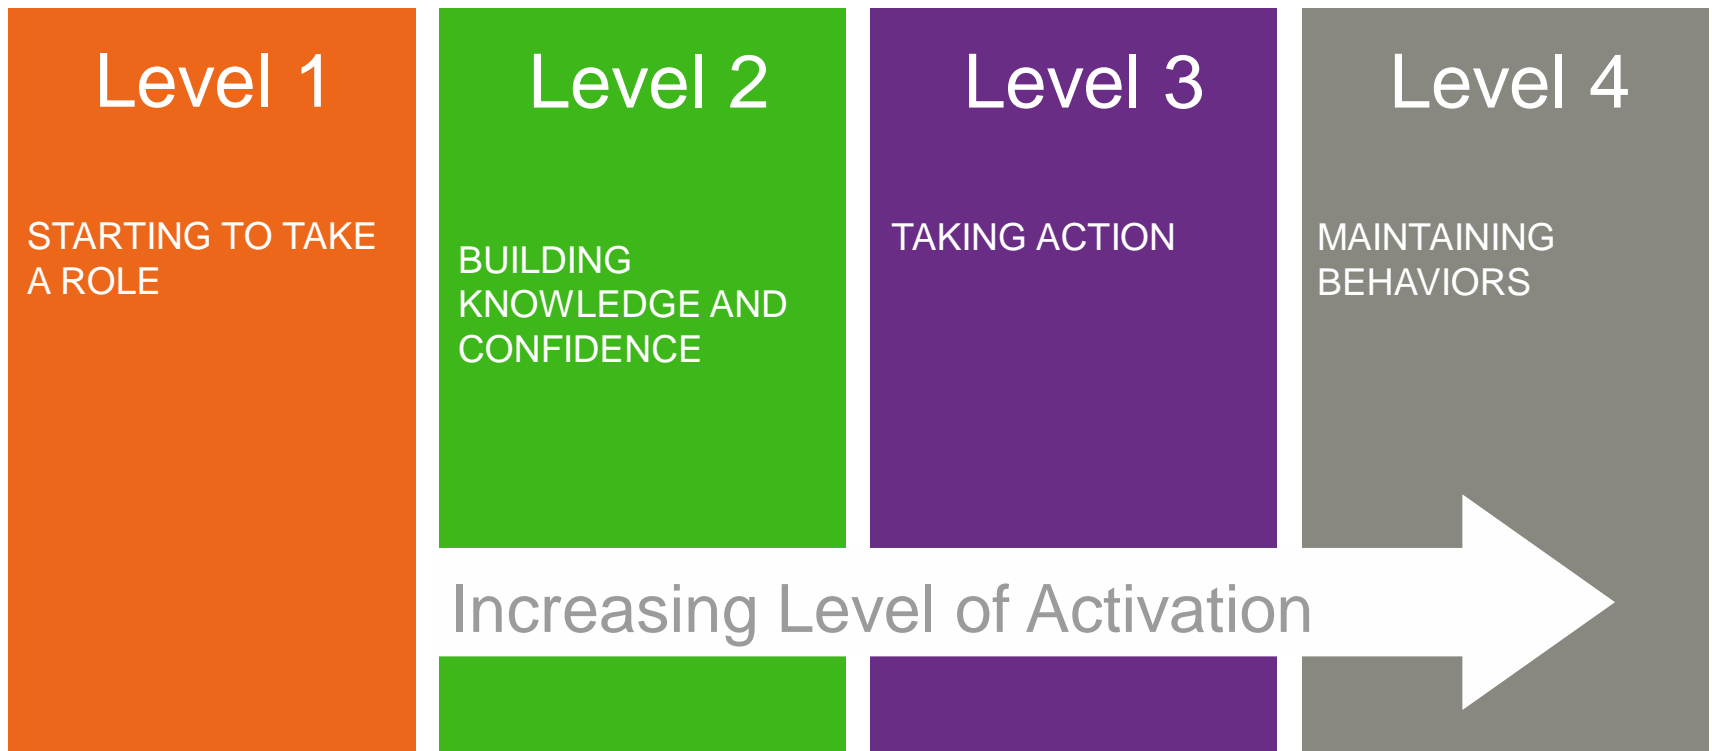 Level 1
STARTING TO TAKE
A ROLE
Level 2
BUILDING
KNOWLEDGE AND
CONFIDENCE
Level 3
TAKING ACTION
Level 4
MAINTAINING
BEHAVIORS
Increasing Level of Activation